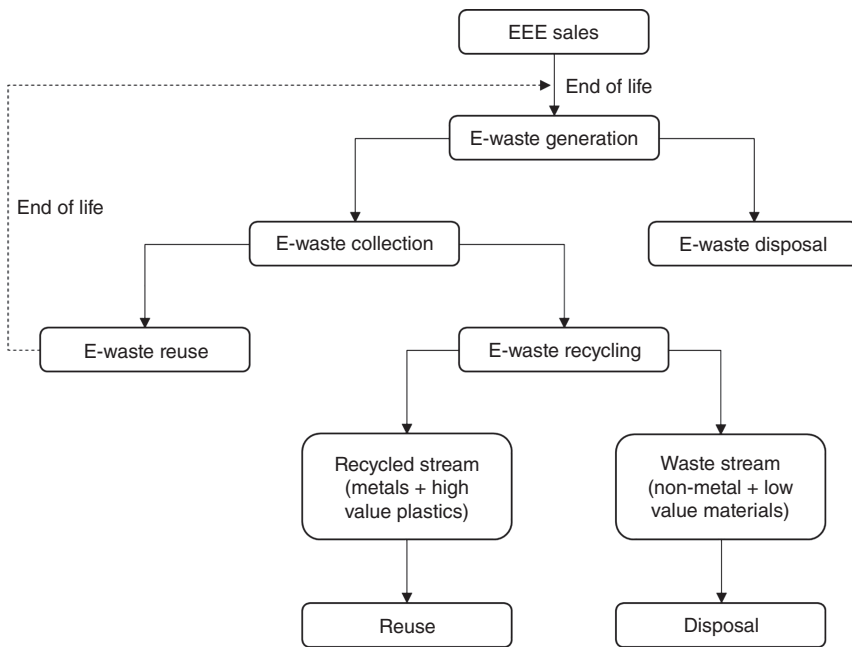 EEE sales
End of life
E-waste generation
End of life
E-waste collection
E-waste disposal
E-waste reuse
E-waste recycling
Recycled stream
(metals + high
value plastics)
Waste stream
(non-metal + low
value materials)
Reuse
Disposal